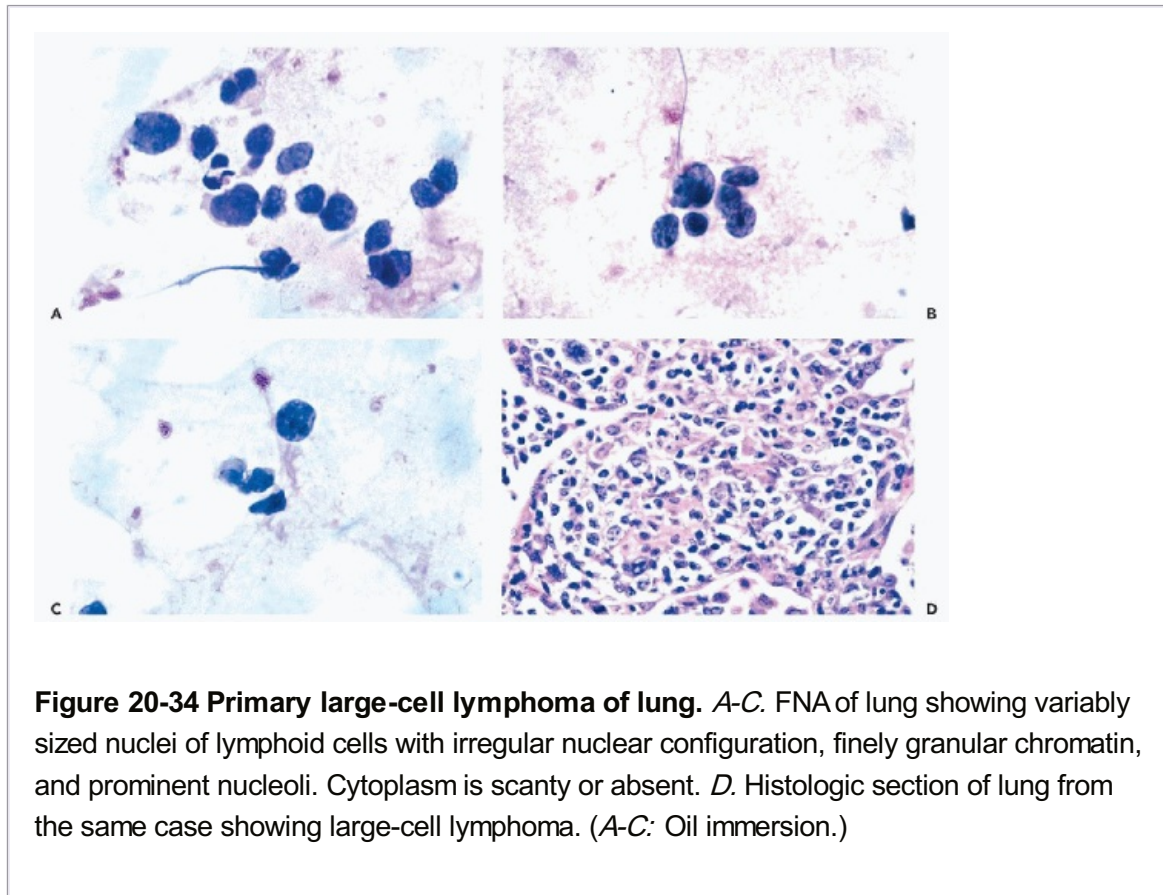 A
B
C
D
Figure 20-34 Primary large-cell lymphoma of lung. A-C. FNA of lung showing variably
sized nuclei of lymphoid cells with irregular nuclear configuration, finely granular chromatin,
and prominent nucleoli. Cytoplasm is scanty or absent. D. Histologic section of lung from
the same case showing large-cell lymphoma. (A-C: Oil immersion.)